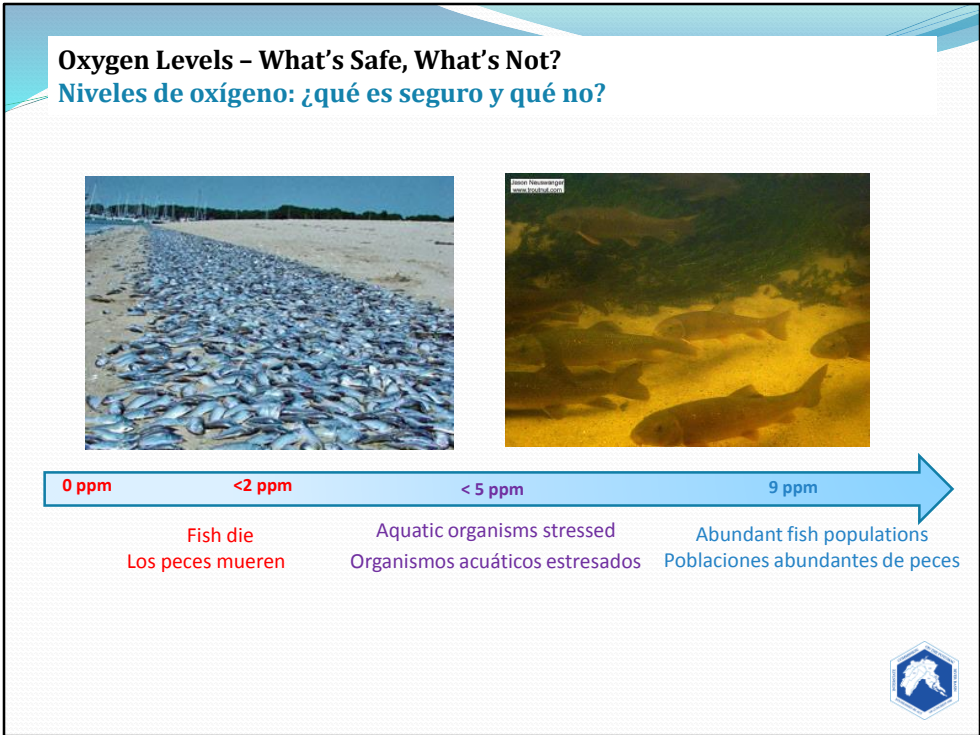 Oxygen Levels – What's Safe, What's Not?
Niveles de oxígeno: ¿qué es seguro y qué no?
Jason Neuswanger
www.troutnut.com
0 ppm <2 ppm < 5 ppm 9 ppm
Fish die
Los peces mueren
Aquatic organisms stressed
Organismos acuáticos estresados
Abundant fish populations
Poblaciones abundantes de peces